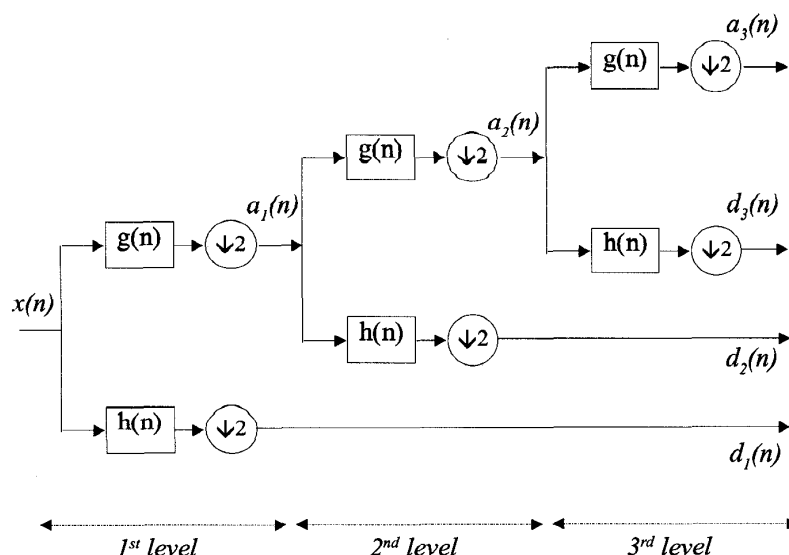 a₃(n)
g(n) ↓2
a₂(n)
g(n) ↓2
a₁(n)
d₃(n)
g(n) ↓2
h(n) ↓2
x(n)
h(n) ↓2
d₂(n)
h(n) ↓2
d₁(n)
1st level 2nd level 3rd level